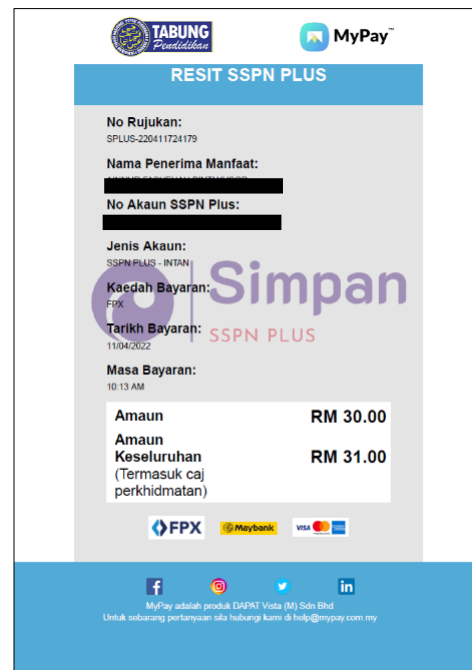 TABUNG
Pendidikan
MyPay™
RESIT SSPN PLUS
No Rujukan:
SPLUS-220411724179
Nama Penerima Manfaat:
No Akaun SSPN Plus:
Jenis Akaun:
SSPN PLUS - INTAN
Kaedah Bayaran:
FPX
Simpan
SSPN PLUS
Tarikh Bayaran:
11/04/2022
Masa Bayaran:
10:13 AM
Amaun RM 30.00
Amaun
Keseluruhan RM 31.00
(Termasuk caj
perkhidmatan)
FPX Maybank VISA
MyPay adalah produk DAPAT Vista (M) Sdn Bhd
Untuk sebarang pertanyaan sila hubungi kami di help@mypay.com.my